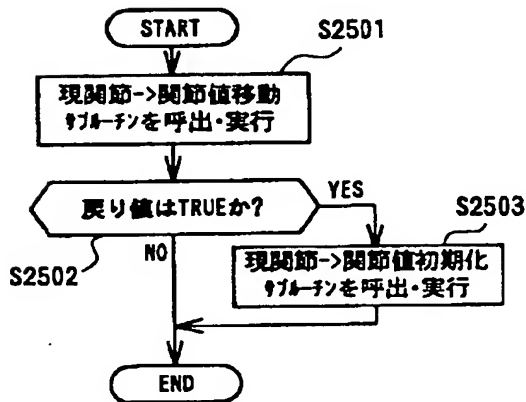 START
S2501
現関節->関節値移動
ｻﾌﾞﾙｰﾁﾝを呼出・実行
戻り値はTRUEか?
YES
S2503
NO
S2502
現関節->関節値初期化
ｻﾌﾞﾙｰﾁﾝを呼出・実行
END